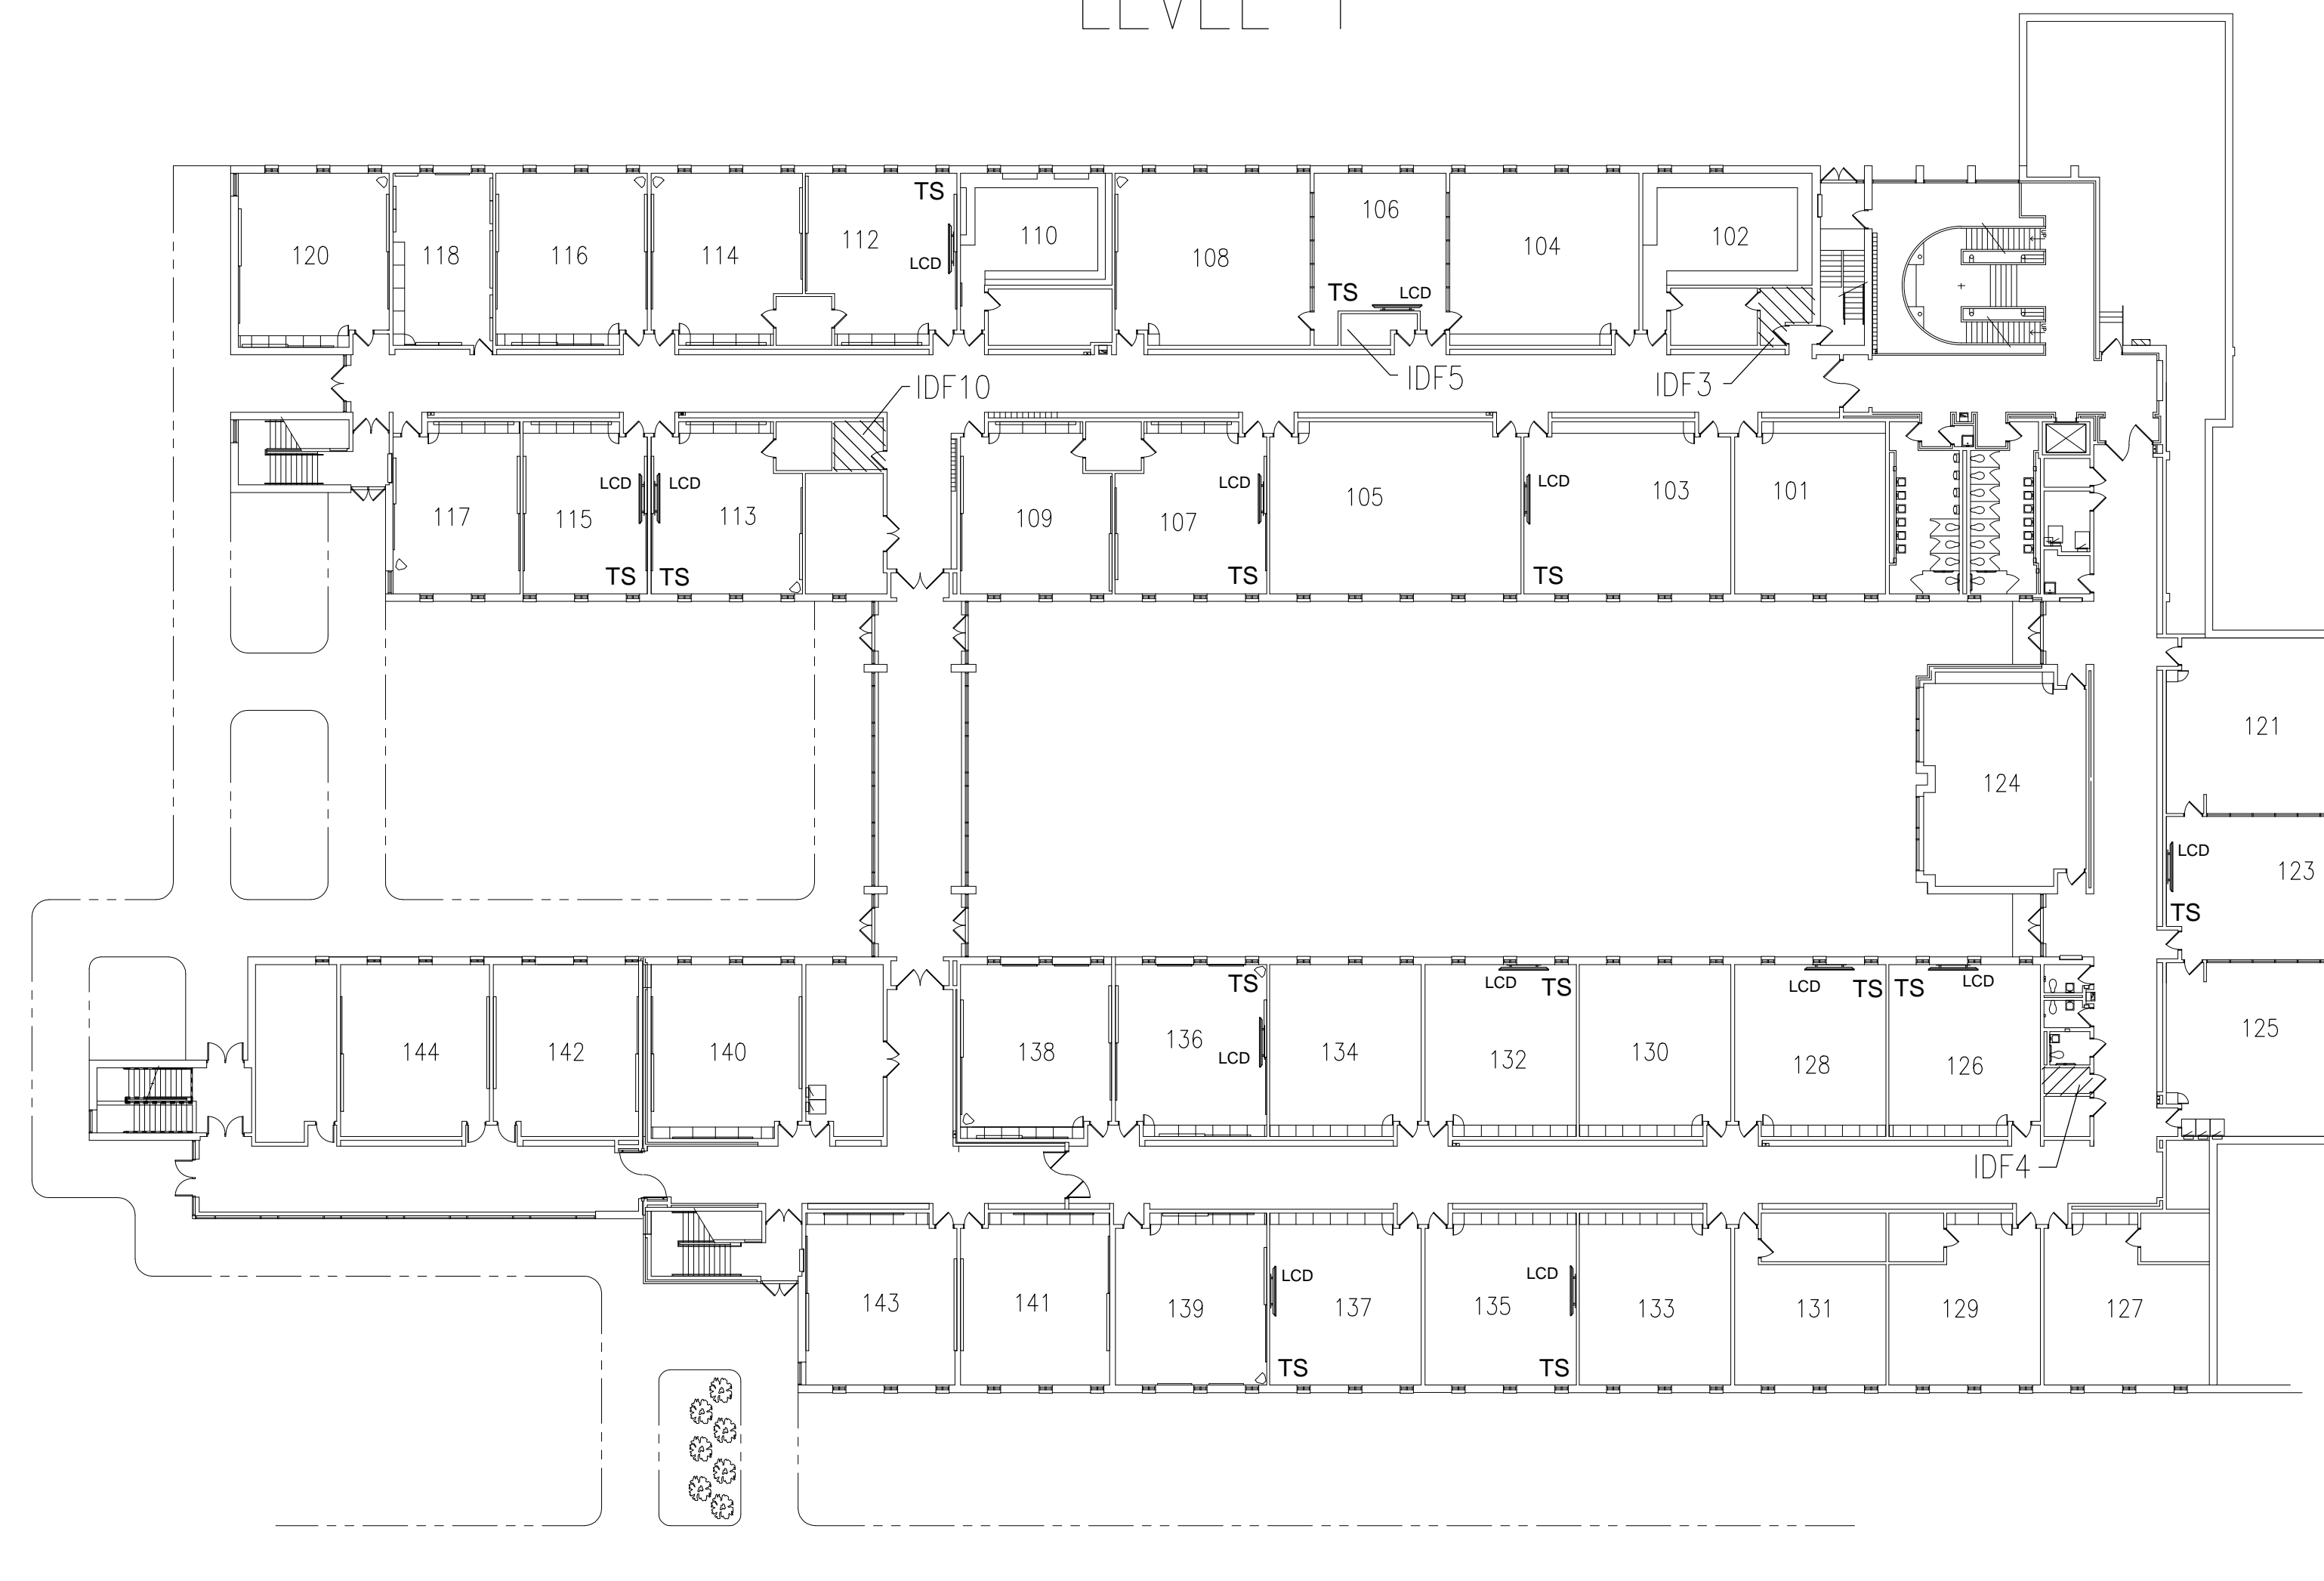 LEVEL 1
TS
120
118
116
114
112
LCD
110
108
106
104
102
TS
LCD
IDF10
IDF5
IDF3
LCD
LCD
LCD
LCD
117
115
113
109
107
105
103
101
TS
TS
TS
TS
121
124
LCD
123
TS
TS
LCD
TS
LCD
TS
TS
LCD
144
142
140
138
136
LCD
134
132
130
128
126
125
IDF4
LCD
LCD
143
141
139
137
135
133
131
129
127
TS
TS